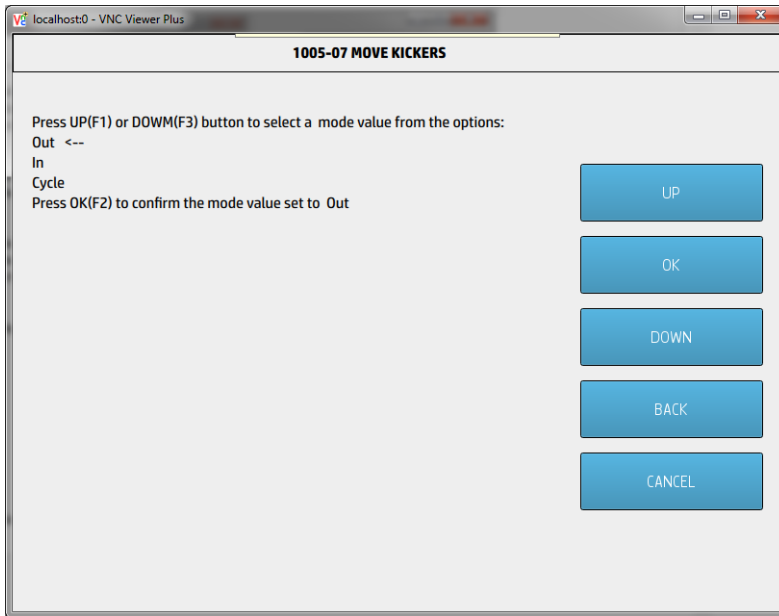 localhost:0 - VNC Viewer Plus
1005-07 MOVE KICKERS
Press UP(F1) or DOWM(F3) button to select a mode value from the options:
Out <--
In
Cycle
Press OK(F2) to confirm the mode value set to Out
UP
OK
DOWN
BACK
CANCEL